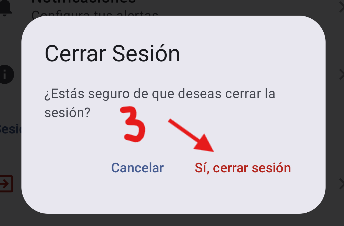 Notificaciones
Configura tus alertas
Cerrar Sesión
¿Estás seguro de que deseas cerrar la
sesión?
3
Sesi
Cancelar
Sí, cerrar sesión